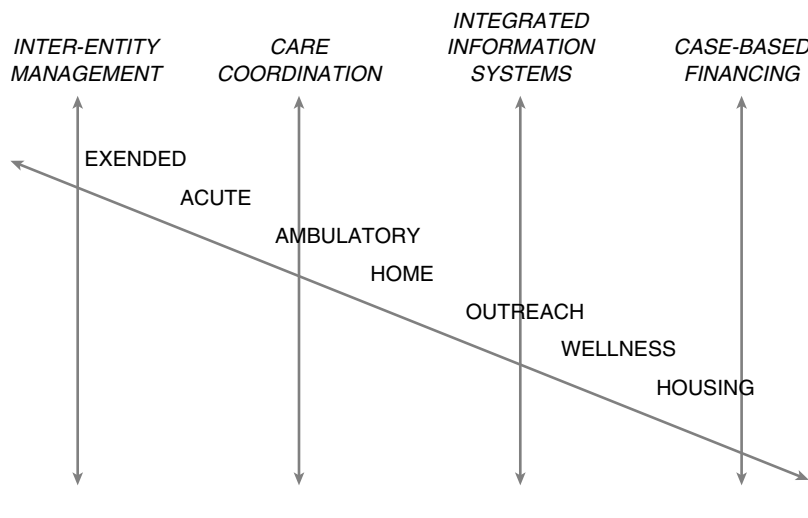 INTER-ENTITY
MANAGEMENT
CARE
COORDINATION
INTEGRATED
INFORMATION
SYSTEMS
CASE-BASED
FINANCING
EXENDED
ACUTE
AMBULATORY
HOME
OUTREACH
WELLNESS
HOUSING